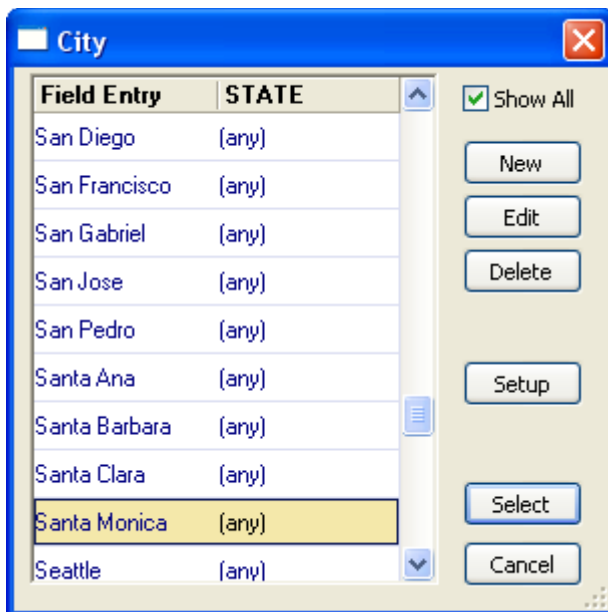 City
Field Entry STATE
Show All
San Diego (any)
New
San Francisco (any)
Edit
San Gabriel (any)
Delete
San Jose (any)
San Pedro (any)
Santa Ana (any)
Setup
Santa Barbara (any)
Santa Clara (any)
Select
Santa Monica (any)
Seattle (any)
Cancel